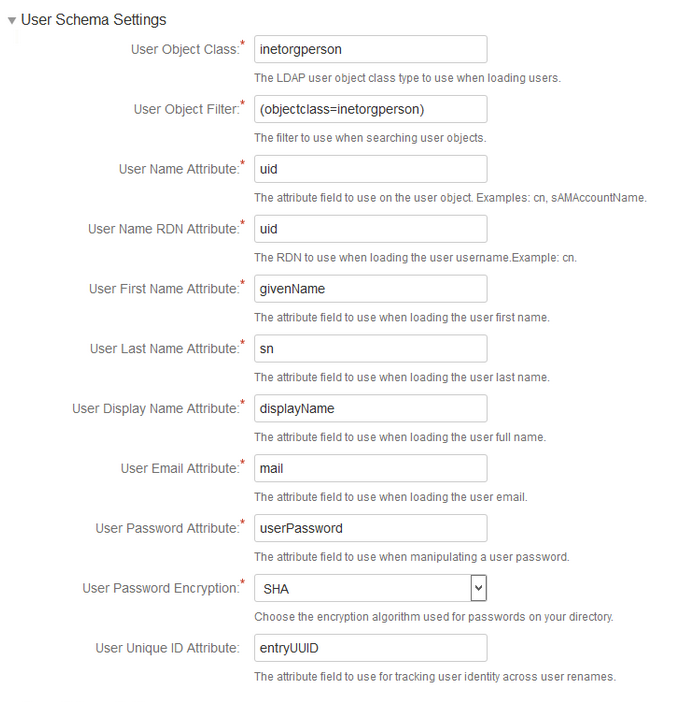 User Schema Settings
User Object Class:* inetorgperson
The LDAP user object class type to use when loading users.
User Object Filter:* (objectclass=inetorgperson)
The filter to use when searching user objects.
User Name Attribute:* uid
The attribute field to use on the user object. Examples: cn, sAMAccountName.
User Name RDN Attribute:* uid
The RDN to use when loading the user username.Example: cn.
User First Name Attribute:* givenName
The attribute field to use when loading the user first name.
User Last Name Attribute:* sn
The attribute field to use when loading the user last name.
User Display Name Attribute:* displayName
The attribute field to use when loading the user full name.
User Email Attribute:* mail
The attribute field to use when loading the user email.
User Password Attribute:* userPassword
The attribute field to use when manipulating a user password.
User Password Encryption:* SHA
Choose the encryption algorithm used for passwords on your directory.
User Unique ID Attribute: entryUUID
The attribute field to use for tracking user identity across user renames.